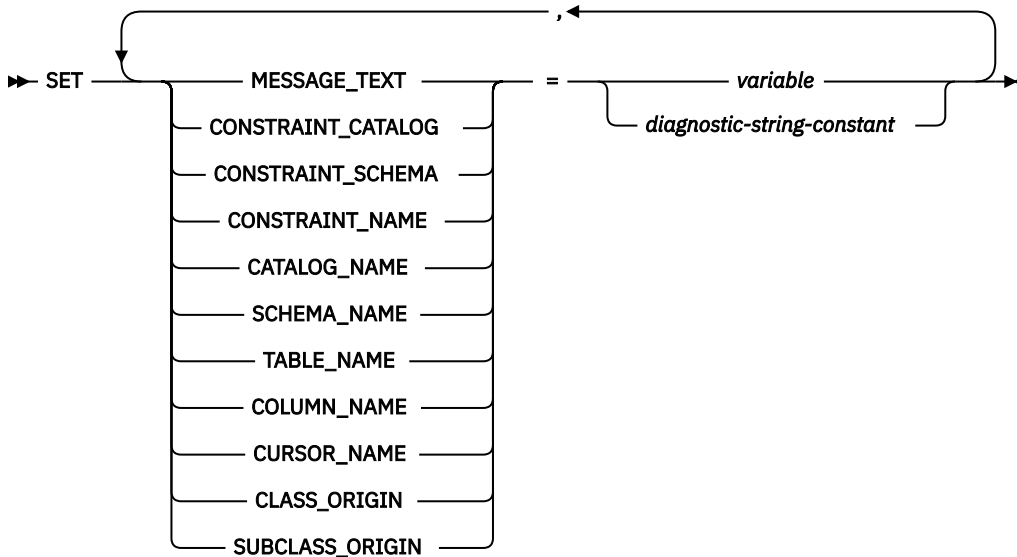 ,
SET MESSAGE_TEXT = variable
CONSTRAINT_CATALOG diagnostic-string-constant
CONSTRAINT_SCHEMA
CONSTRAINT_NAME
CATALOG_NAME
SCHEMA_NAME
TABLE_NAME
COLUMN_NAME
CURSOR_NAME
CLASS_ORIGIN
SUBCLASS_ORIGIN